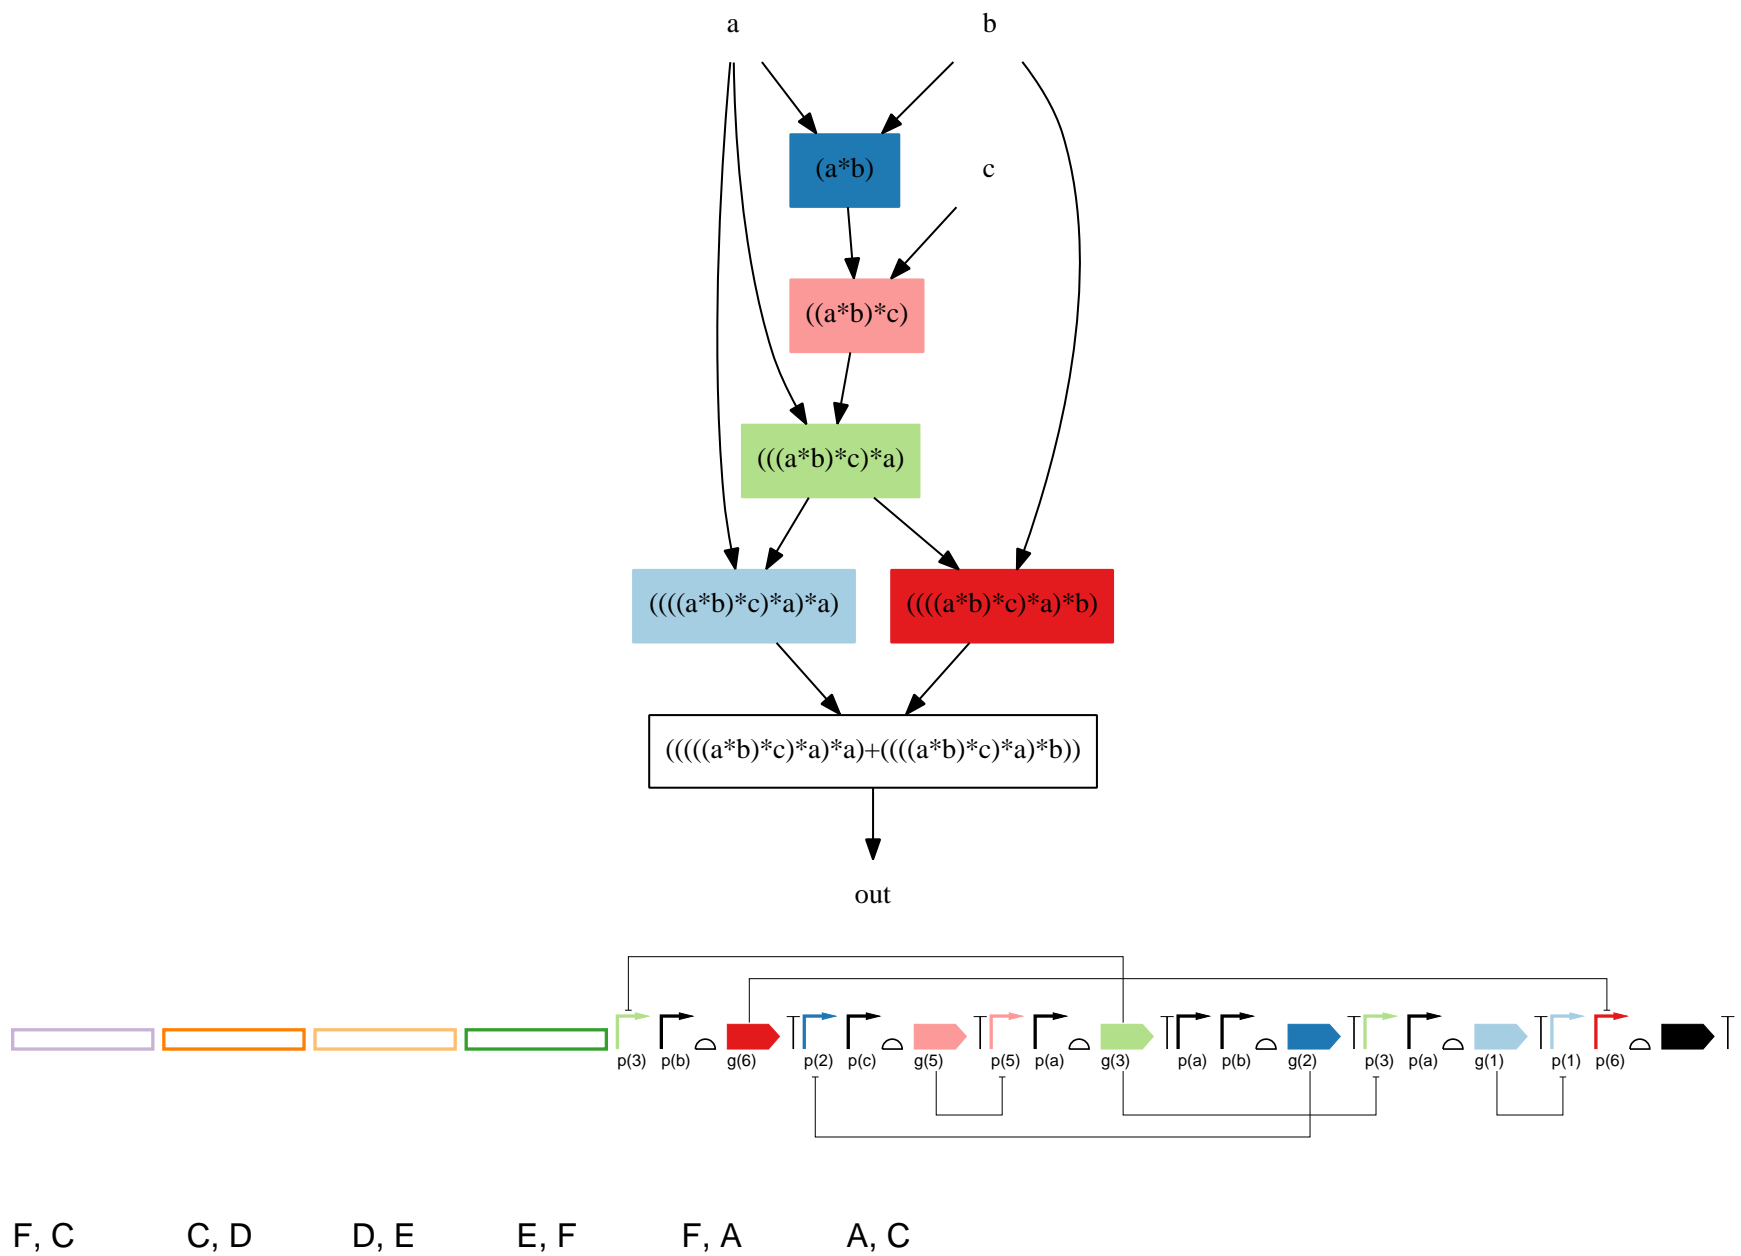 a b
(a*b) c
((a*b)*c)
(((a*b)*c)*a)
((((a*b)*c)*a)*a) ((((a*b)*c)*a)*b)
(((((a*b)*c)*a)*a)+((((a*b)*c)*a)*b))
out
p(3) p(b) g(6) p(2) p(c) g(5) p(5) p(a) g(3) p(a) p(b) g(2) p(3) p(a) g(1) p(1) p(6)
F, C C, D D, E E, F F, A A, C